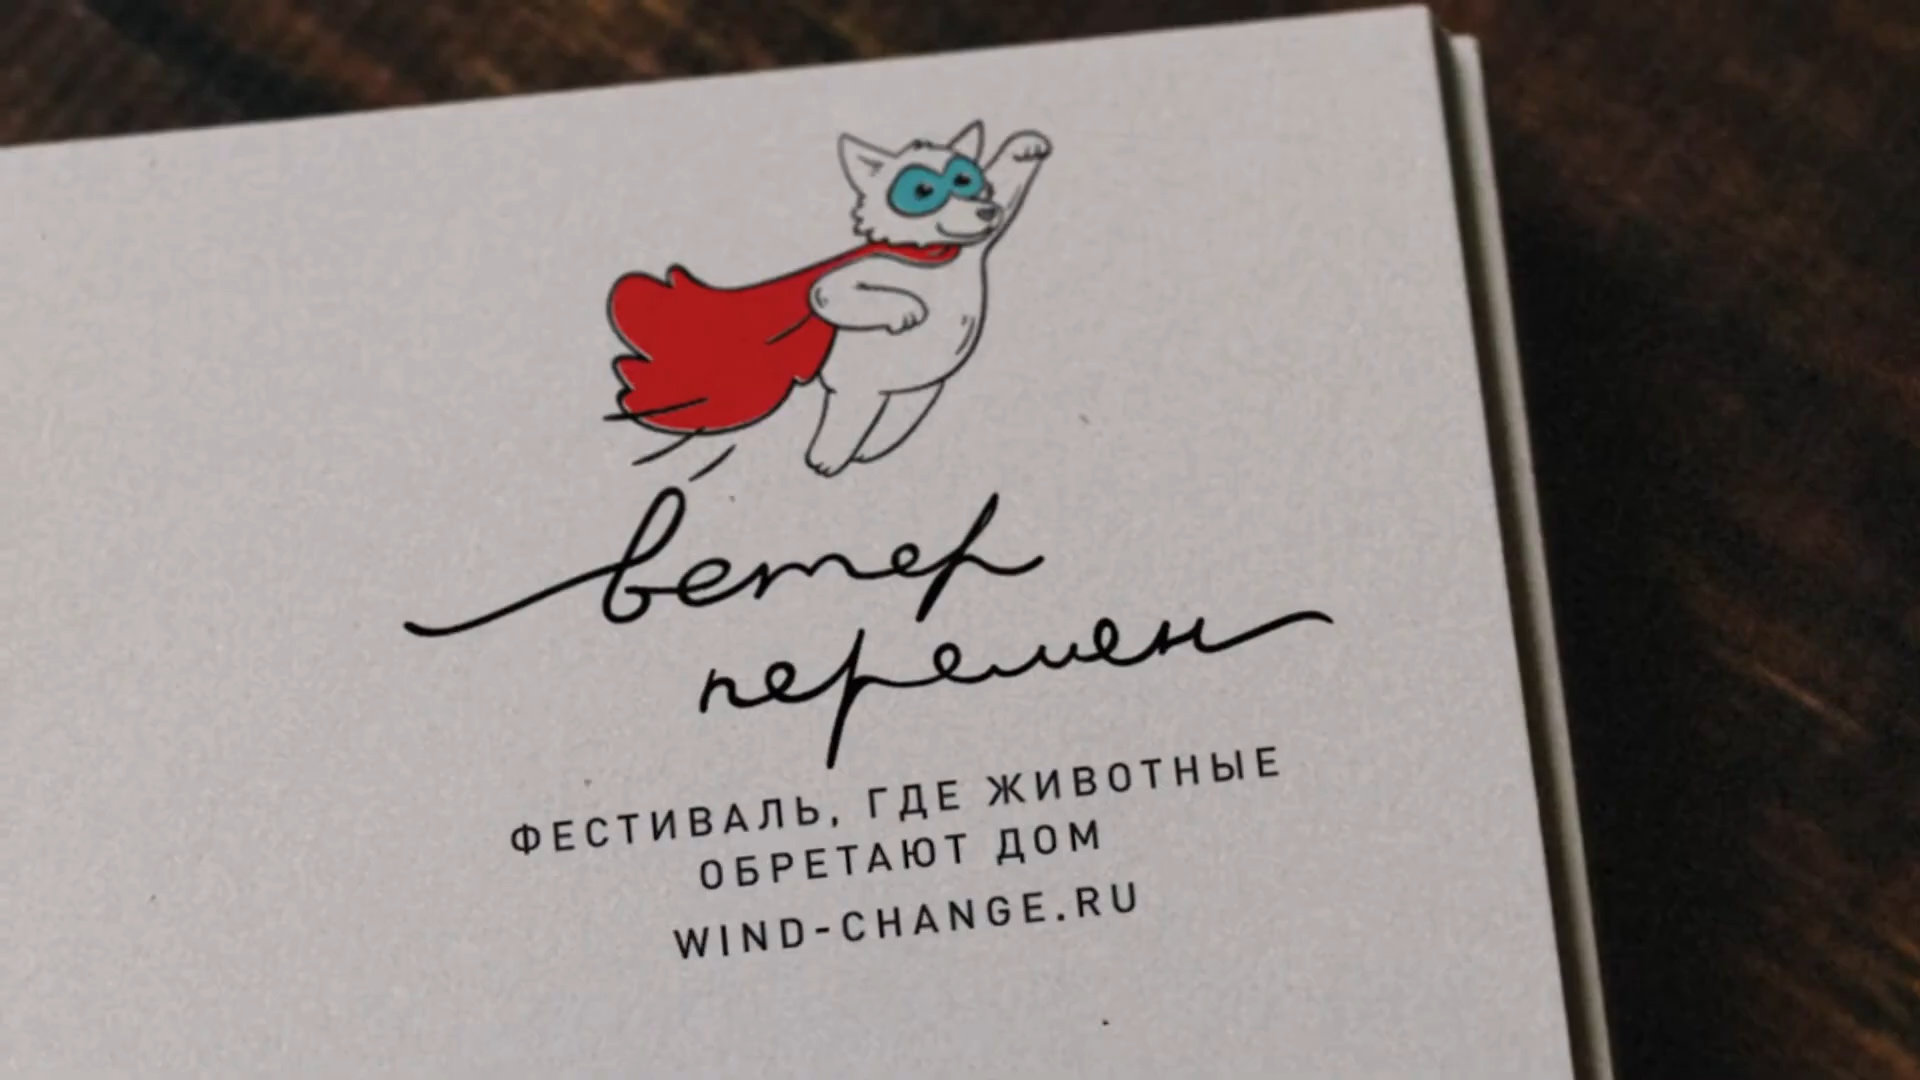 ветер
перемен
ФЕСТИВАЛЬ, ГДЕ ЖИВОТНЫЕ
ОБРЕТАЮТ ДОМ
WIND-CHANGE.RU